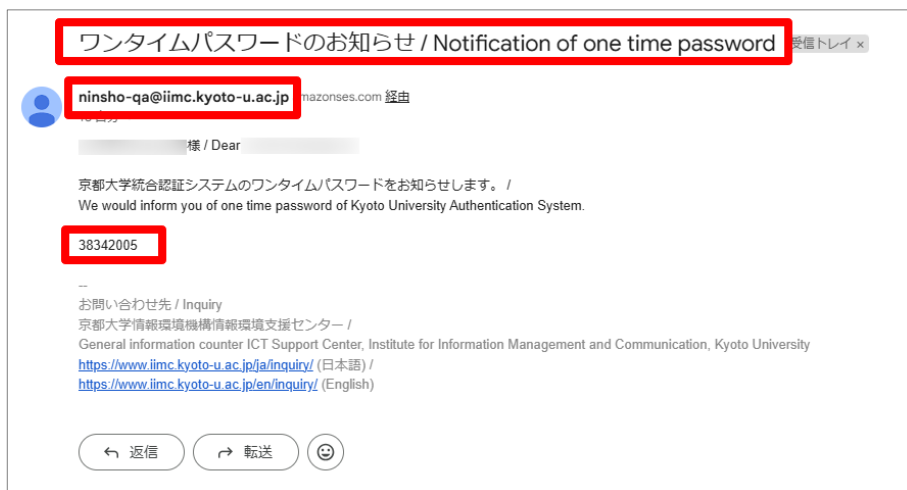 ワンタイムパスワードのお知らせ / Notification of one time password 受信トレイ ×
ninsho-qa@iimc.kyoto-u.ac.jp mazonses.com 経由
様 / Dear
京都大学統合認証システムのワンタイムパスワードをお知らせします。 /
We would inform you of one time password of Kyoto University Authentication System.
38342005
--
お問い合わせ先 / Inquiry
京都大学情報環境機構情報環境支援センター /
General information counter ICT Support Center, Institute for Information Management and Communication, Kyoto University
https://www.iimc.kyoto-u.ac.jp/ja/inquiry/ (日本語) /
https://www.iimc.kyoto-u.ac.jp/en/inquiry/ (English)
返信 転送